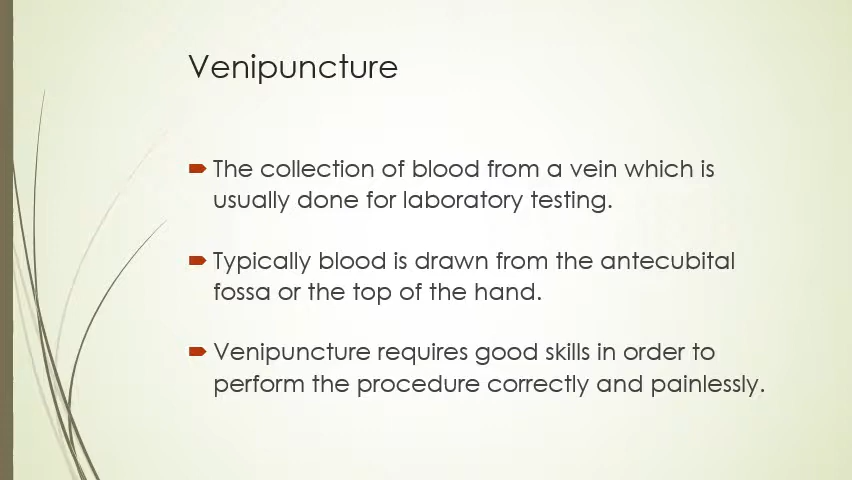 Venipuncture
The collection of blood from a vein which is
usually done for laboratory testing.
Typically blood is drawn from the antecubital
fossa or the top of the hand.
Venipuncture requires good skills in order to
perform the procedure correctly and painlessly.